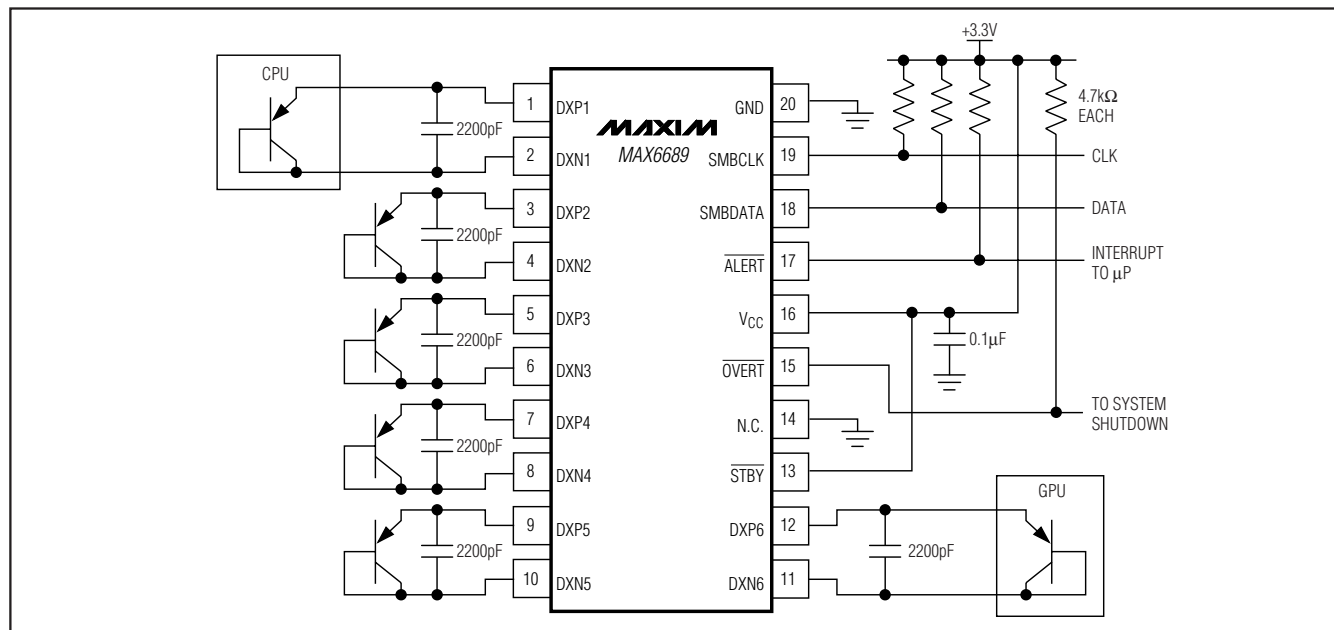 +3.3V
CPU
1 DXP1
2200pF
2 DXN1
3 DXP2
2200pF
4 DXN2
5 DXP3
2200pF
6 DXN3
7 DXP4
2200pF
8 DXN4
9 DXP5
2200pF
10 DXN5
MAXIM
MAX6689
GND 20
SMBCLK 19
SMBDATA 18
ALERT 17
VCC 16
OVERT 15
N.C. 14
STBY 13
DXP6 12
DXN6 11
4.7kΩ
EACH
CLK
DATA
INTERRUPT
TO μP
0.1μF
TO SYSTEM
SHUTDOWN
GPU
2200pF